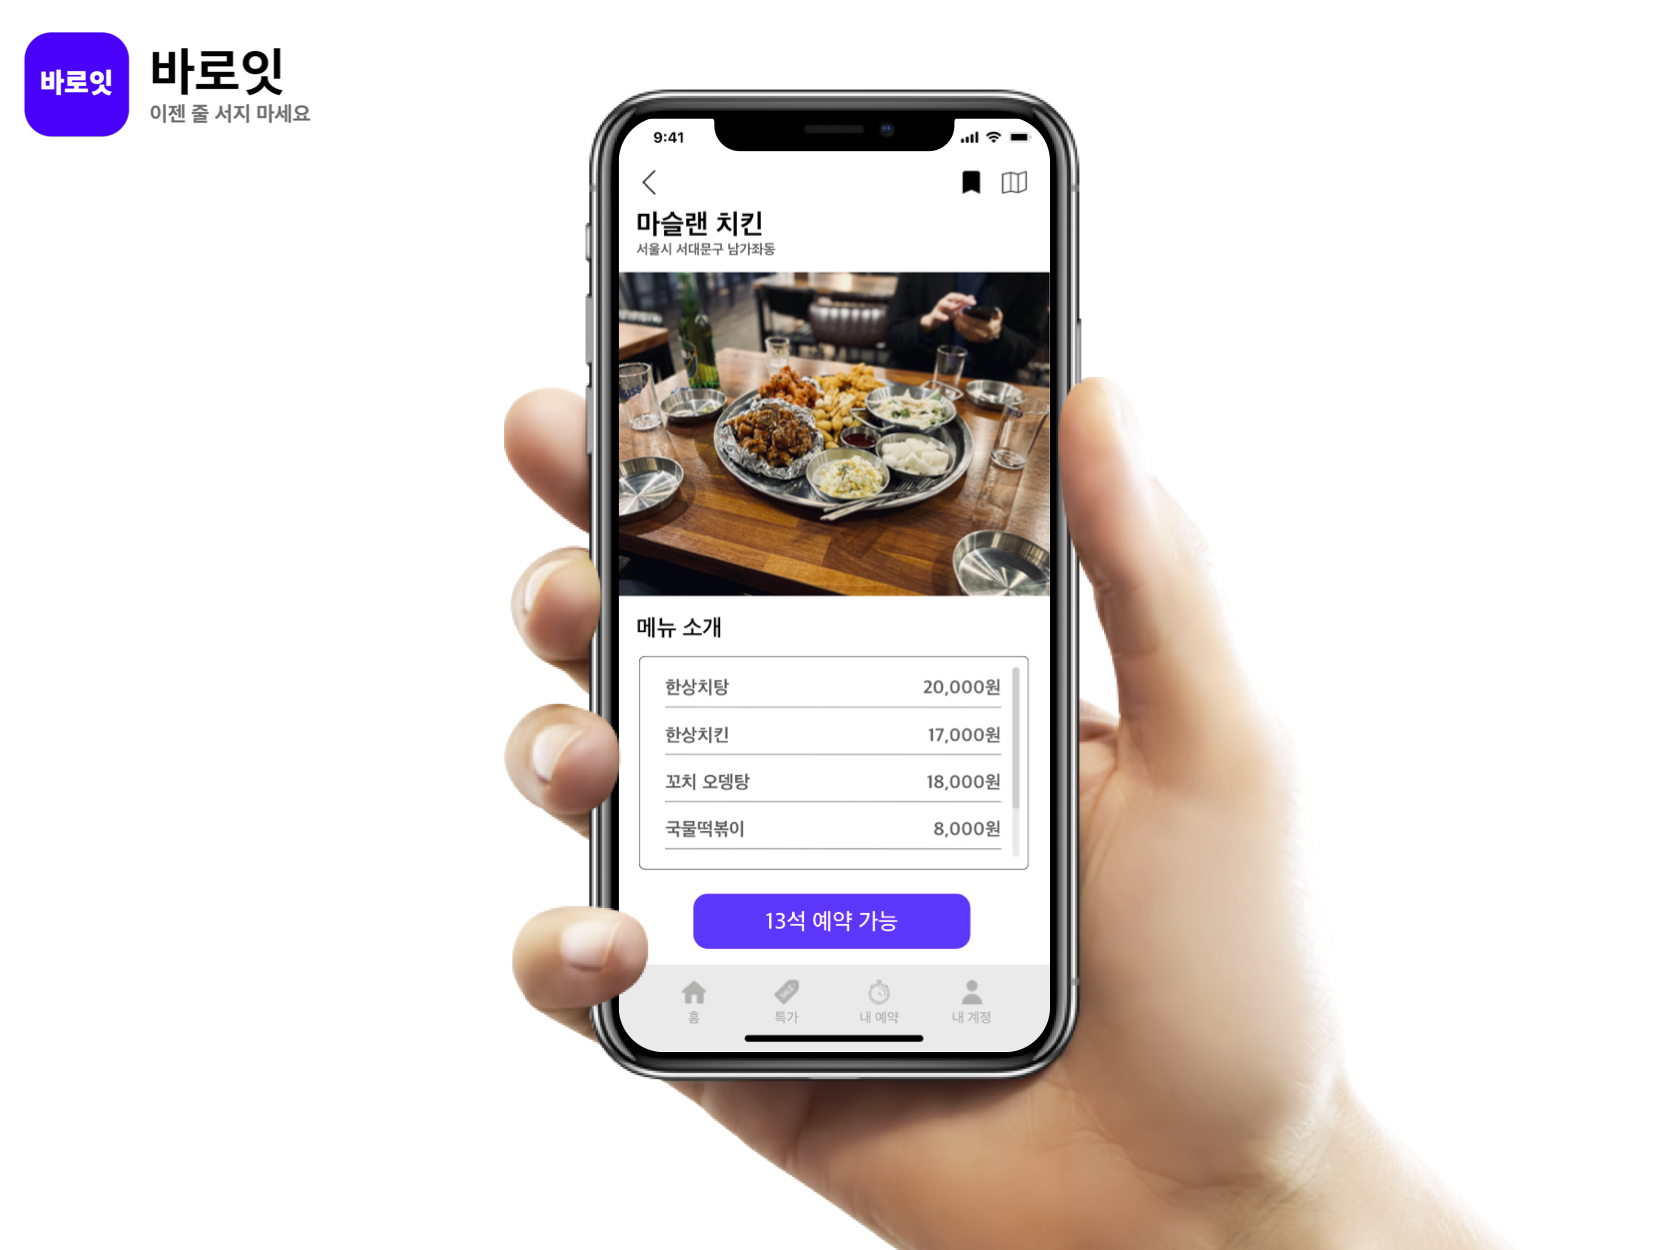 바로잇
바로잇
이젠 줄 서지 마세요
9:41
마슬랜 치킨
서울시 서대문구 남가좌동
메뉴 소개
한상치탕 20,000원
한상치킨 17,000원
꼬치 오뎅탕 18,000원
국물떡볶이 8,000원
13석 예약 가능
SALE
홈 특가 내 예약 내 계정